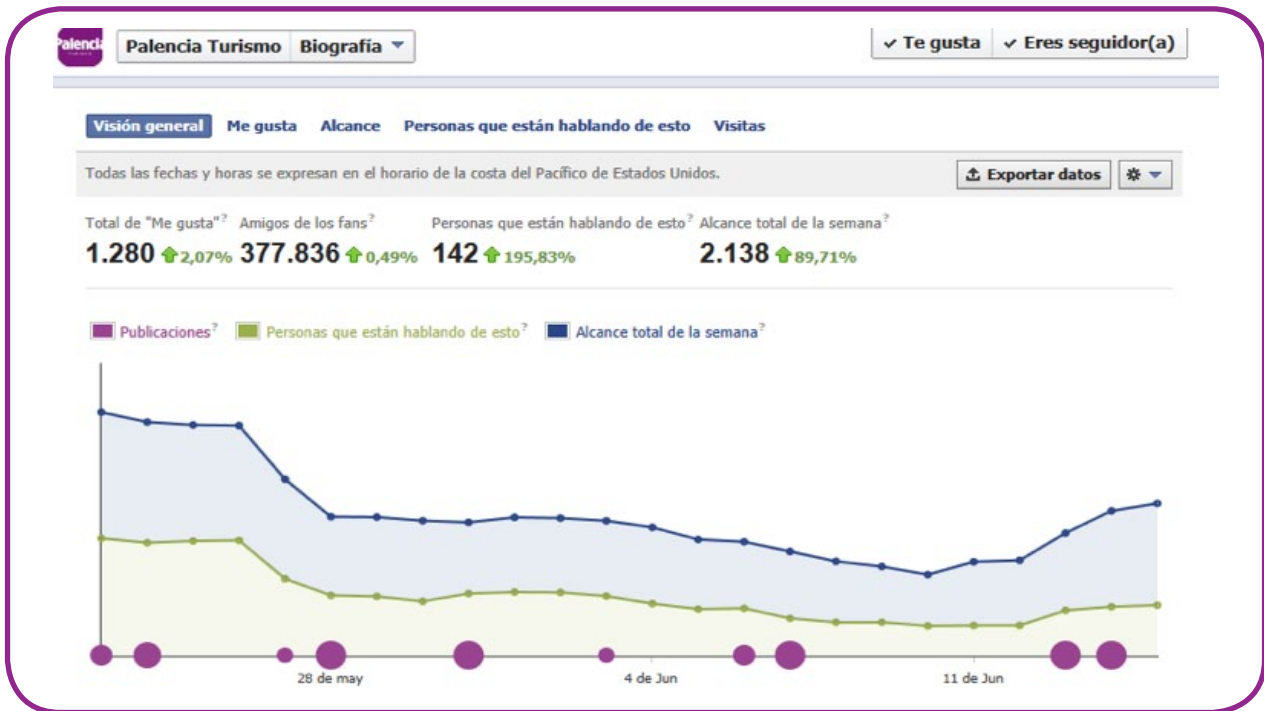 Palencia
Palencia Turismo Biografía
✓ Te gusta ✓ Eres seguidor(a)
Visión general Me gusta Alcance Personas que están hablando de esto Visitas
Todas las fechas y horas se expresan en el horario de la costa del Pacífico de Estados Unidos. Exportar datos
Total de "Me gusta"? Amigos de los fans? Personas que están hablando de esto? Alcance total de la semana?
1.280 2,07% 377.836 0,49% 142 195,83% 2.138 89,71%
Publicaciones? Personas que están hablando de esto? Alcance total de la semana?
28 de may 4 de Jun 11 de Jun